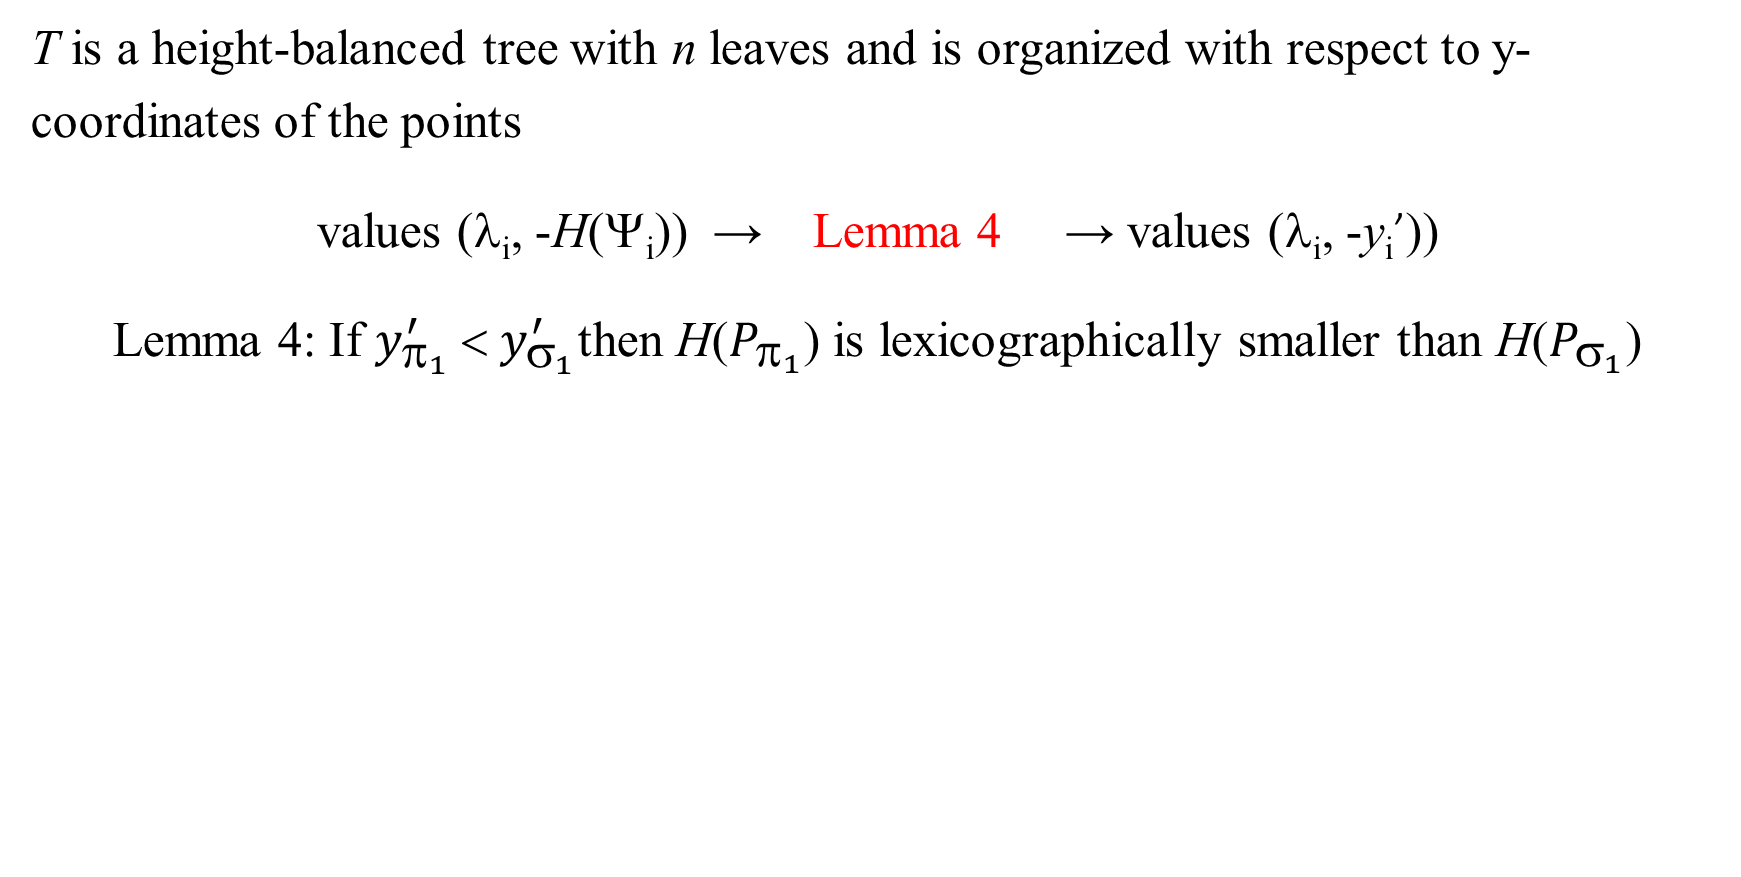 T is a height-balanced tree with n leaves and is organized with respect to y-
coordinates of the points
values (λᵢ, -H(Ψᵢ)) → Lemma 4 → values (λᵢ, -yᵢ′))
Lemma 4: If y′π₁ < y′σ₁ then H(Pπ₁) is lexicographically smaller than H(Pσ₁)